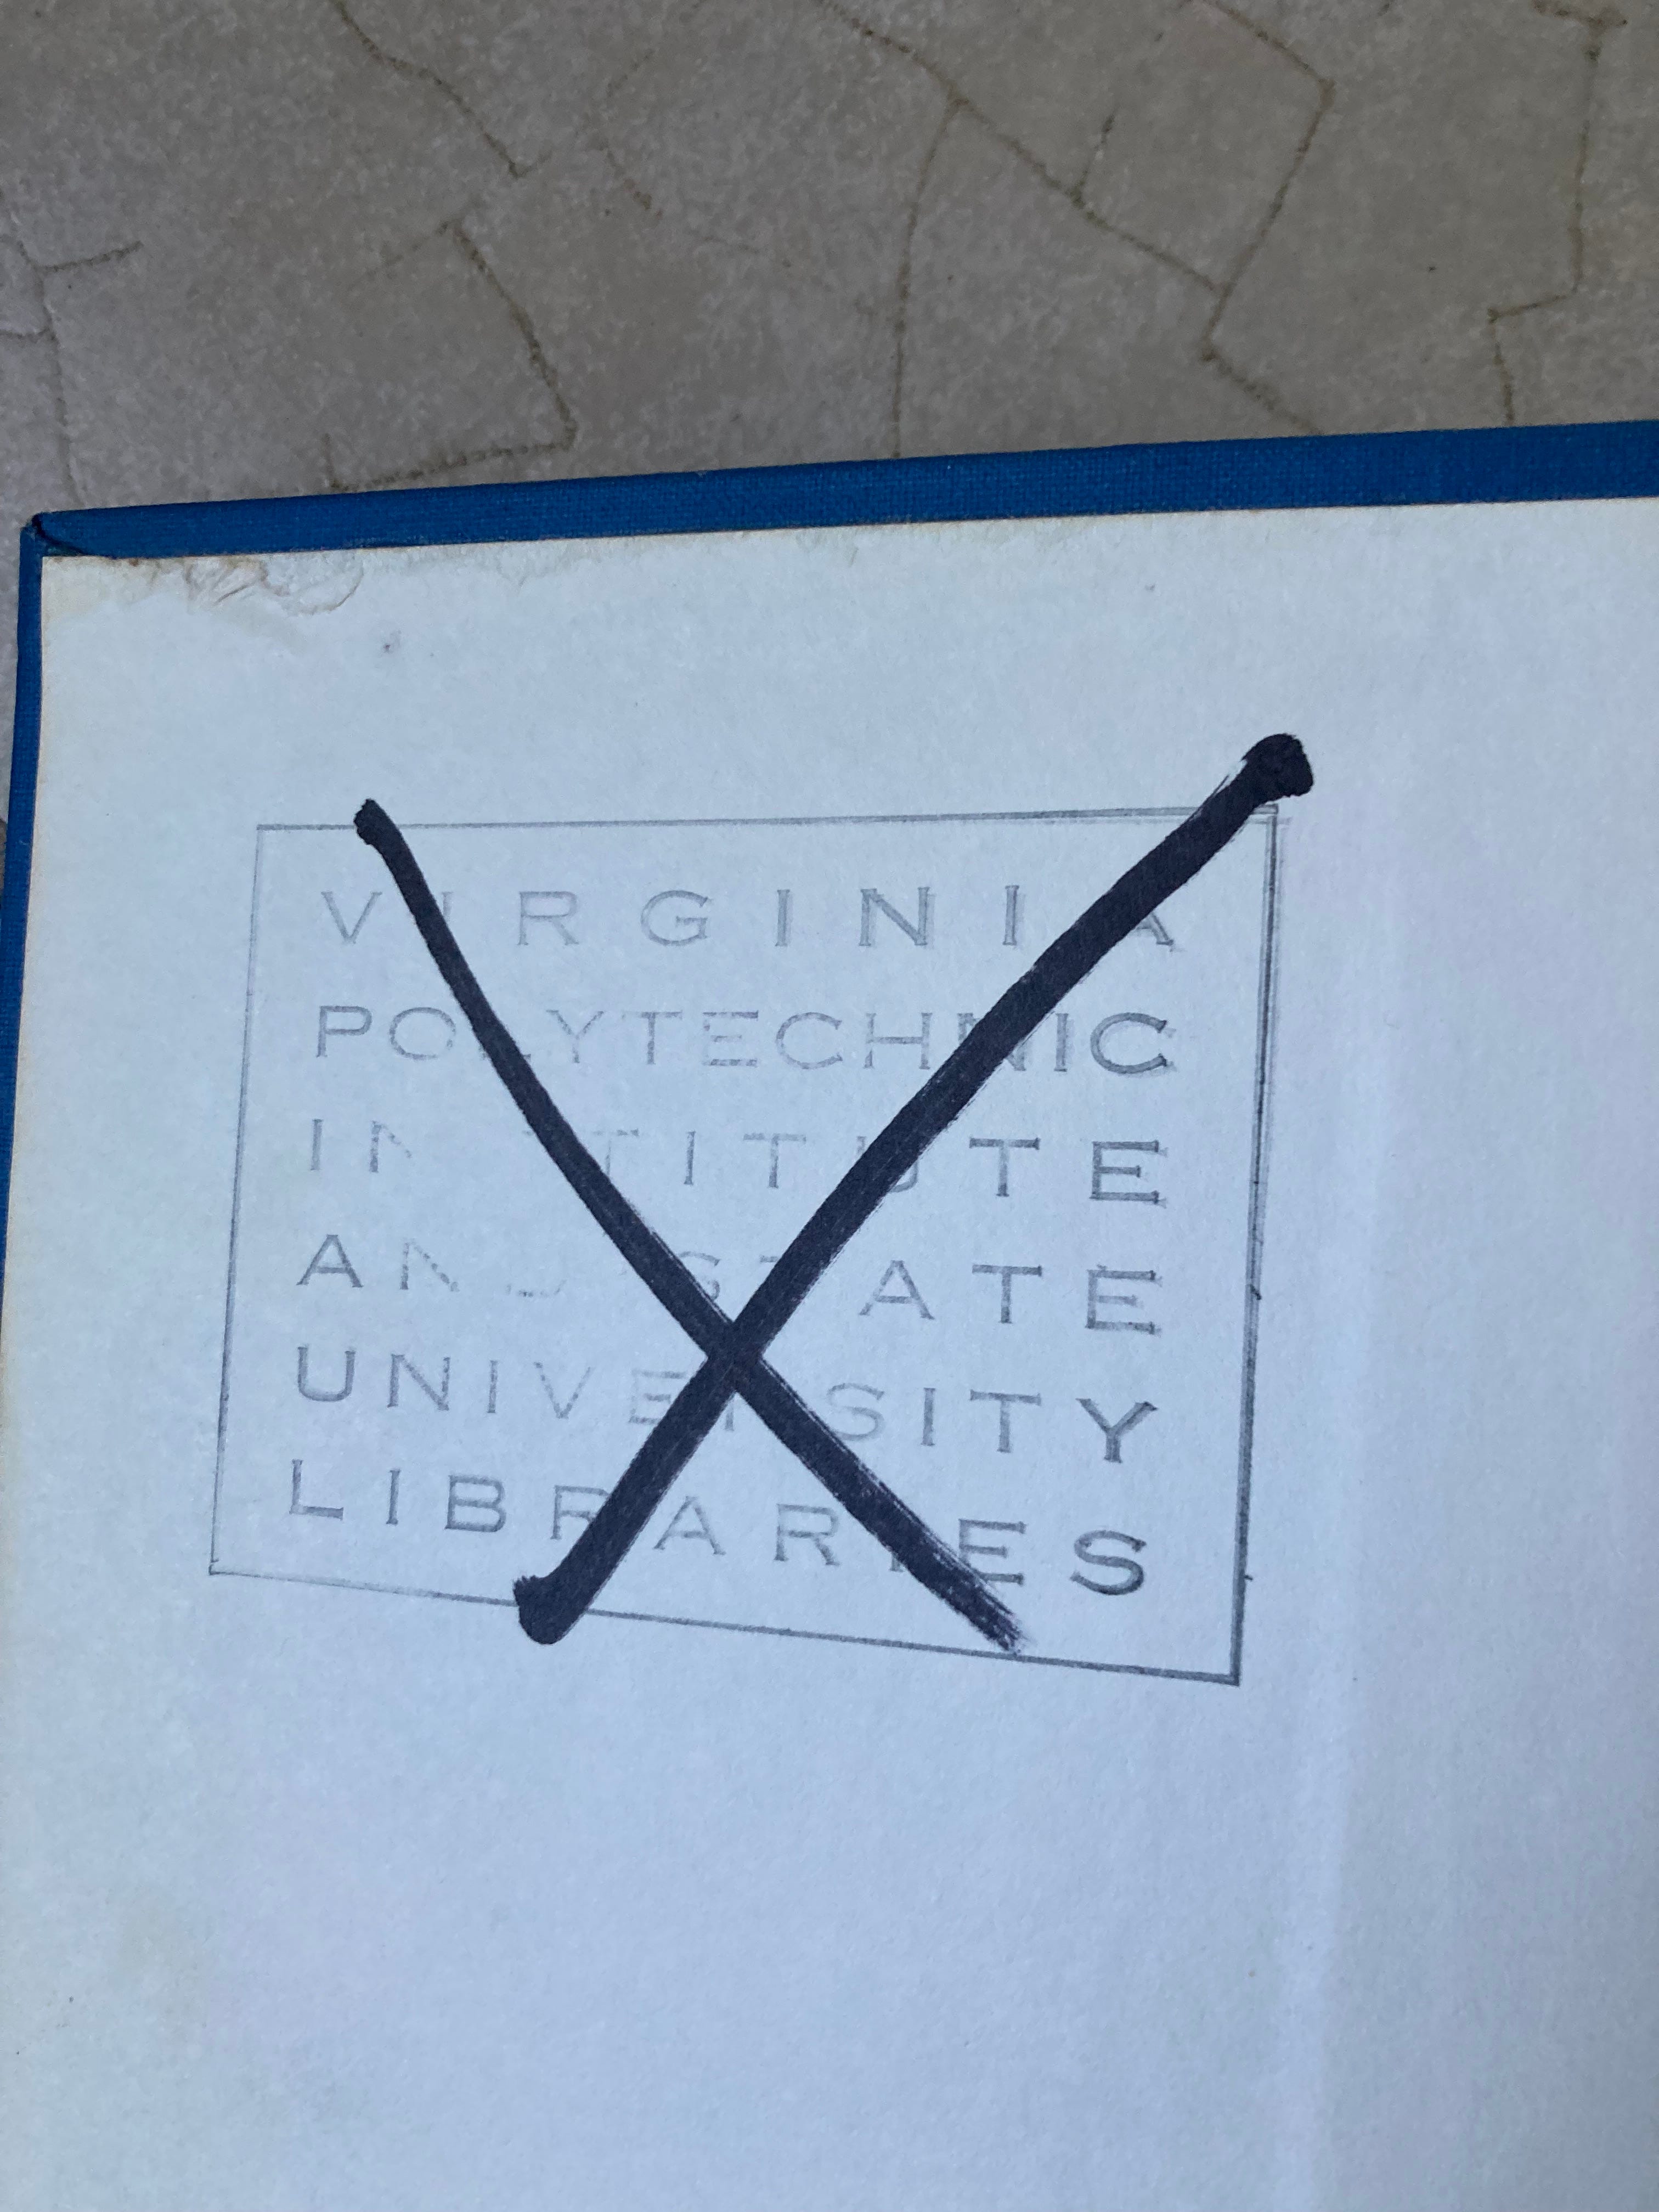 VIRGINIA
POLYTECHNIC
INSTITUTE
AND STATE
UNIVERSITY
LIBRARIES